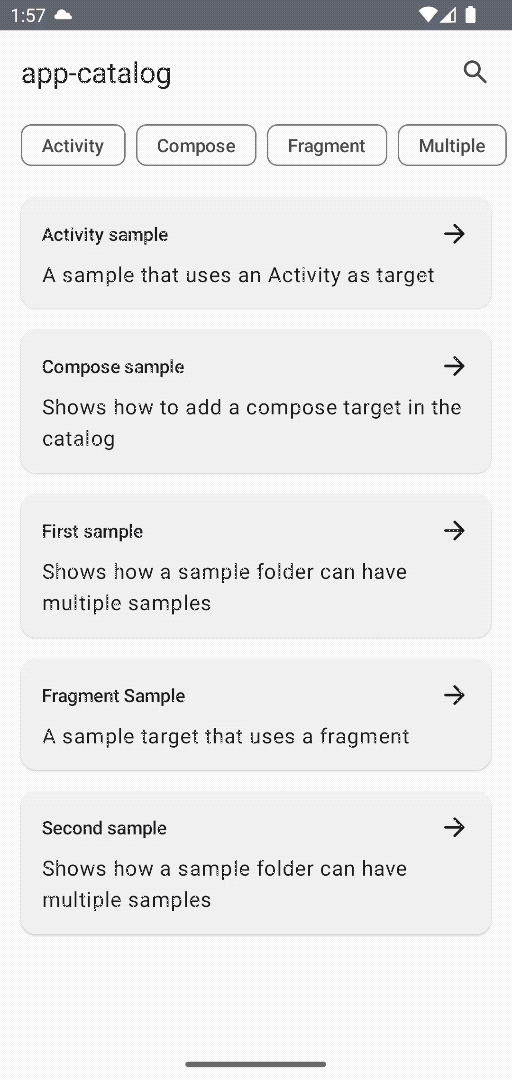 1:57
app-catalog
Activity
Compose
Fragment
Multiple
Activity sample
A sample that uses an Activity as target
Compose sample
Shows how to add a compose target in the
catalog
First sample
Shows how a sample folder can have
multiple samples
Fragment Sample
A sample target that uses a fragment
Second sample
Shows how a sample folder can have
multiple samples